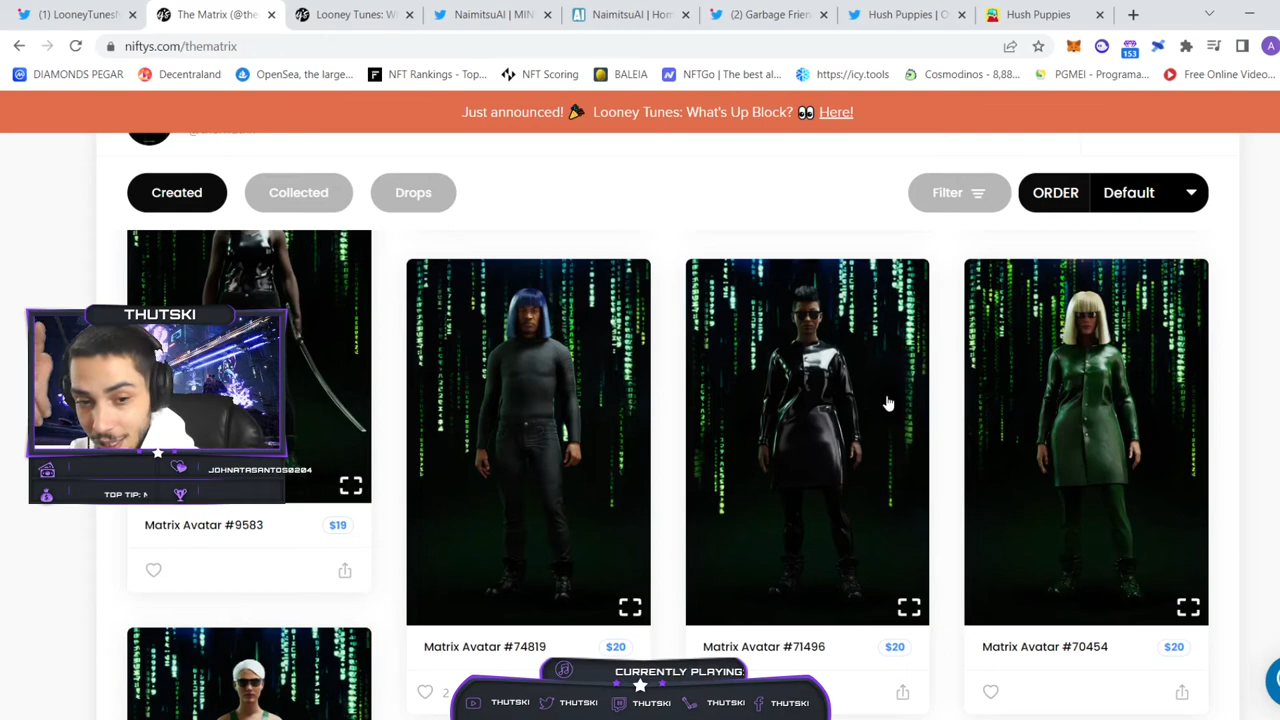 (1) LooneyTunesN
The Matrix (@the
Looney Tunes: W
NaimitsuAI | MIN
NaimitsuAI | Hom
(2) Garbage Frien
Hush Puppies | O
Hush Puppies
niftys.com/thematrix
153
A
DIAMONDS PEGAR
Decentraland
OpenSea, the large...
NFT Rankings - Top...
NFT Scoring
BALEIA
NFTGo | The best al...
https://icy.tools
Cosmodinos - 8,88...
PGMEI - Programa...
Free Online Video...
Just announced! 🎉 Looney Tunes: What's Up Block? 👀 Here!
Created
Collected
Drops
Filter
ORDER
Default
THUTSKI
JOHNATASANTOS0204
TOP TIP:
Matrix Avatar #9583
$19
Matrix Avatar #74819
$20
Matrix Avatar #71496
$20
Matrix Avatar #70454
$20
2
CURRENTLY PLAYING:
THUTSKI
THUTSKI
THUTSKI
THUTSKI
THUTSKI